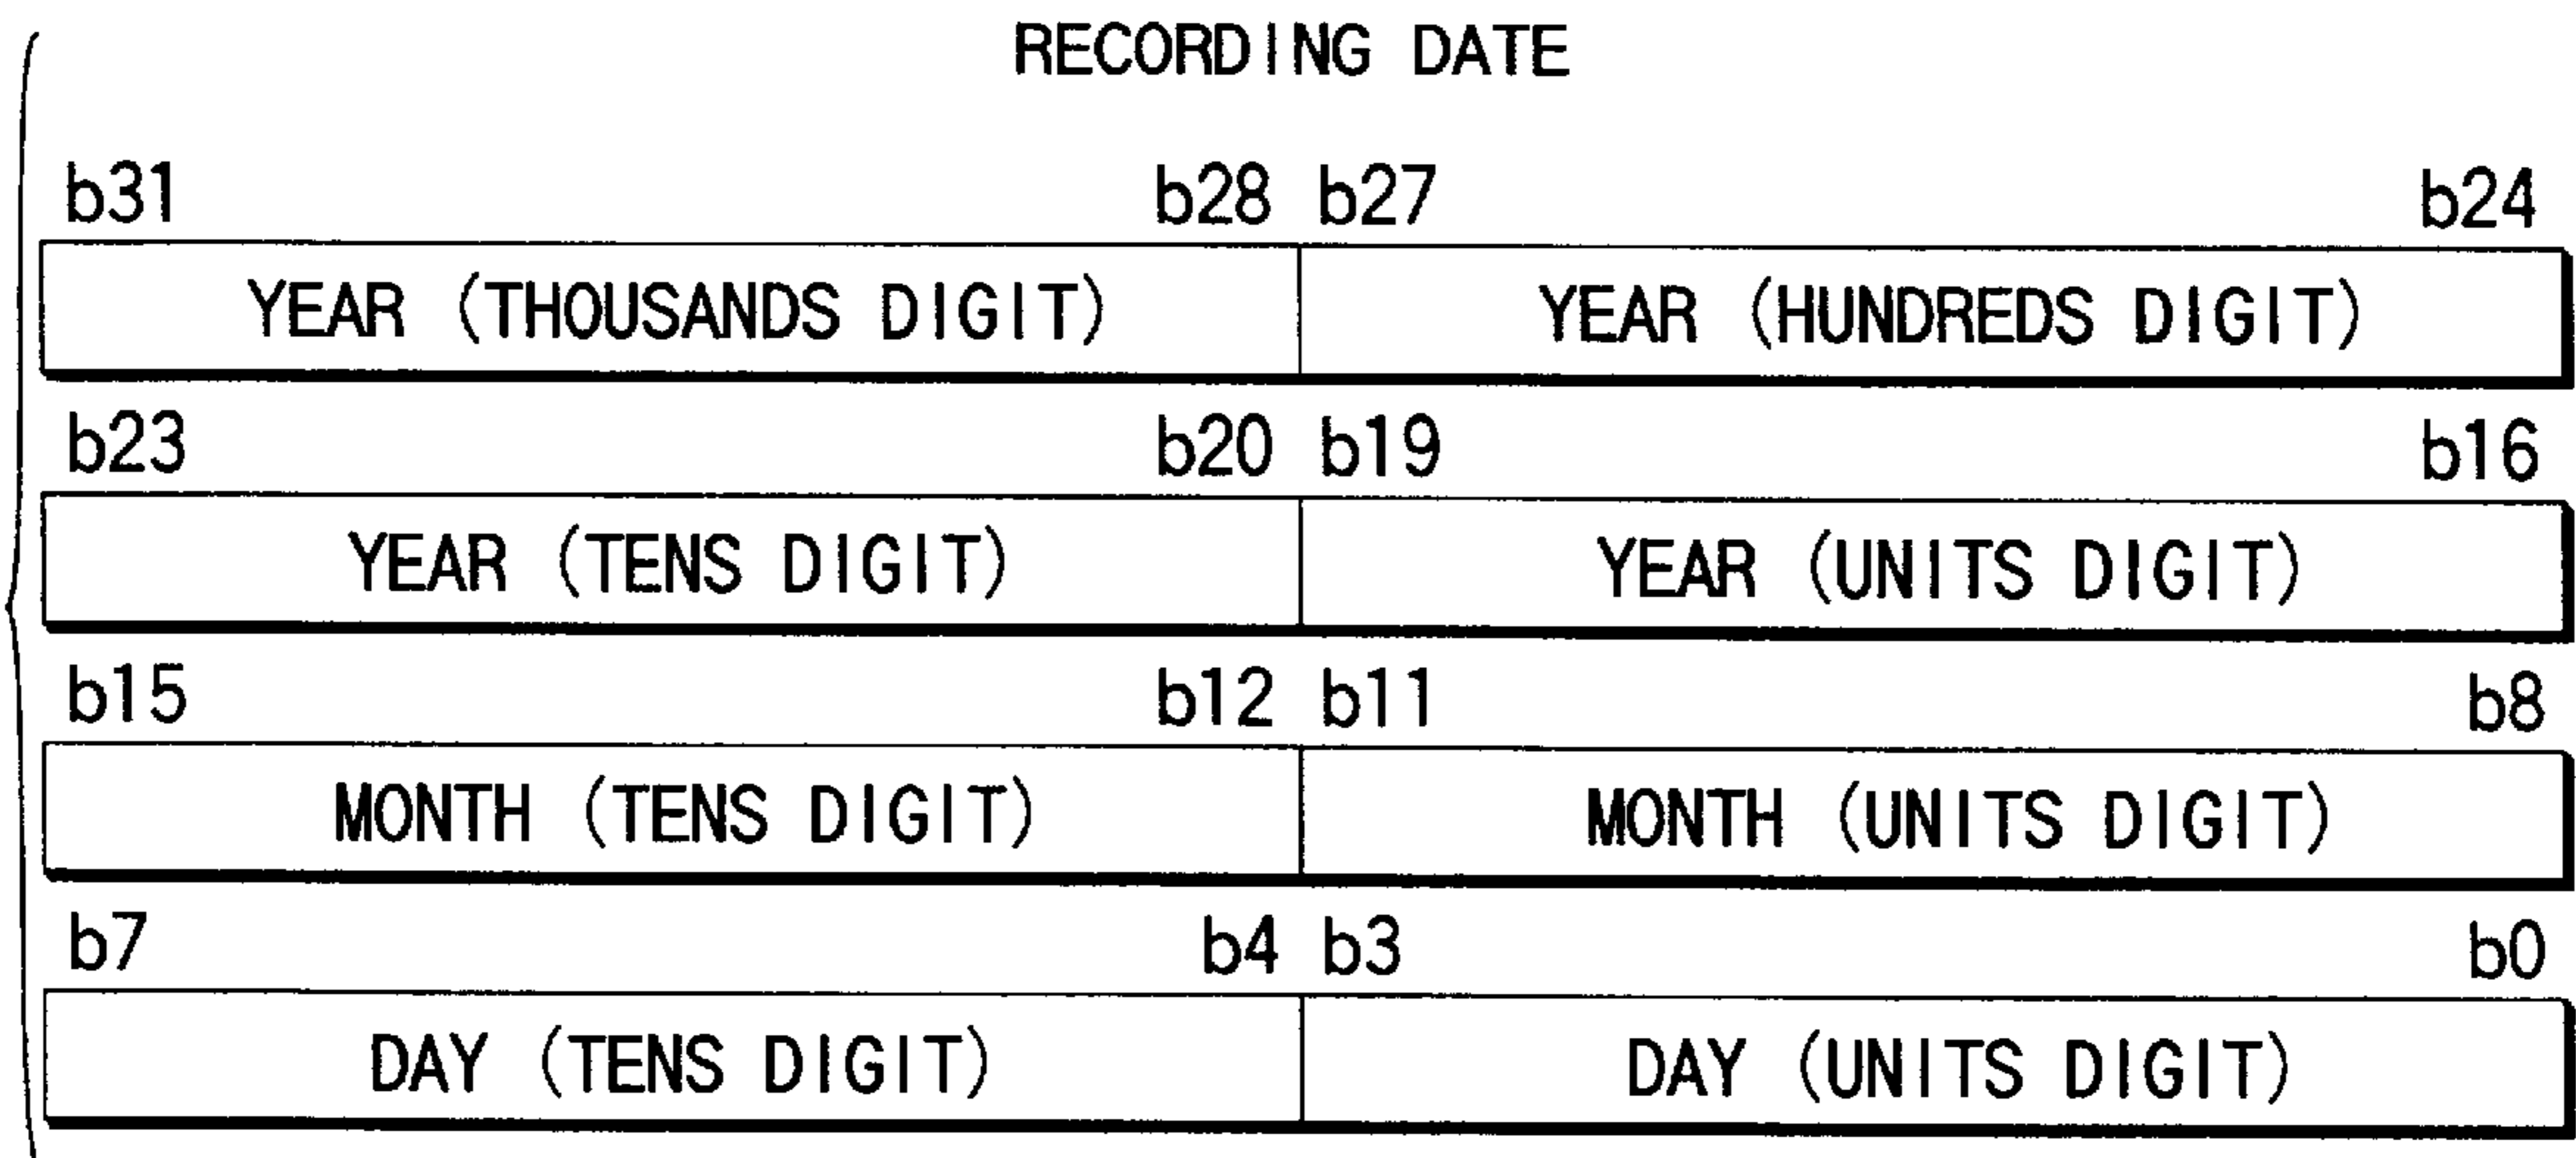 RECORDING DATE
b31 b28 b27 b24
YEAR (THOUSANDS DIGIT) YEAR (HUNDREDS DIGIT)
b23 b20 b19 b16
YEAR (TENS DIGIT) YEAR (UNITS DIGIT)
b15 b12 b11 b8
MONTH (TENS DIGIT) MONTH (UNITS DIGIT)
b7 b4 b3 b0
DAY (TENS DIGIT) DAY (UNITS DIGIT)